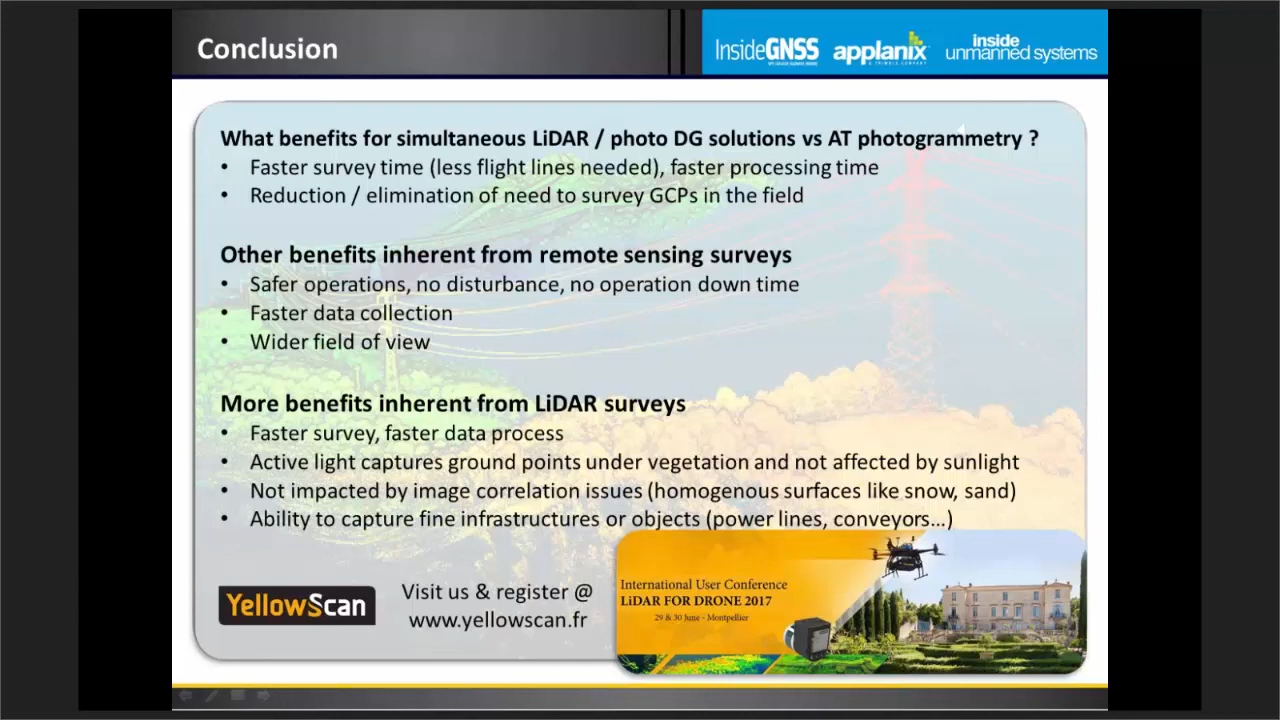 Conclusion
InsideGNSS
applanix
A TRIMBLE COMPANY
inside
unmanned systems
What benefits for simultaneous LiDAR / photo DG solutions vs AT photogrammetry ?
• Faster survey time (less flight lines needed), faster processing time
• Reduction / elimination of need to survey GCPs in the field
Other benefits inherent from remote sensing surveys
• Safer operations, no disturbance, no operation down time
• Faster data collection
• Wider field of view
More benefits inherent from LiDAR surveys
• Faster survey, faster data process
• Active light captures ground points under vegetation and not affected by sunlight
• Not impacted by image correlation issues (homogenous surfaces like snow, sand)
• Ability to capture fine infrastructures or objects (power lines, conveyors…)
YellowScan
Visit us & register @
www.yellowscan.fr
International User Conference
LiDAR FOR DRONE 2017
29 & 30 June - Montpellier